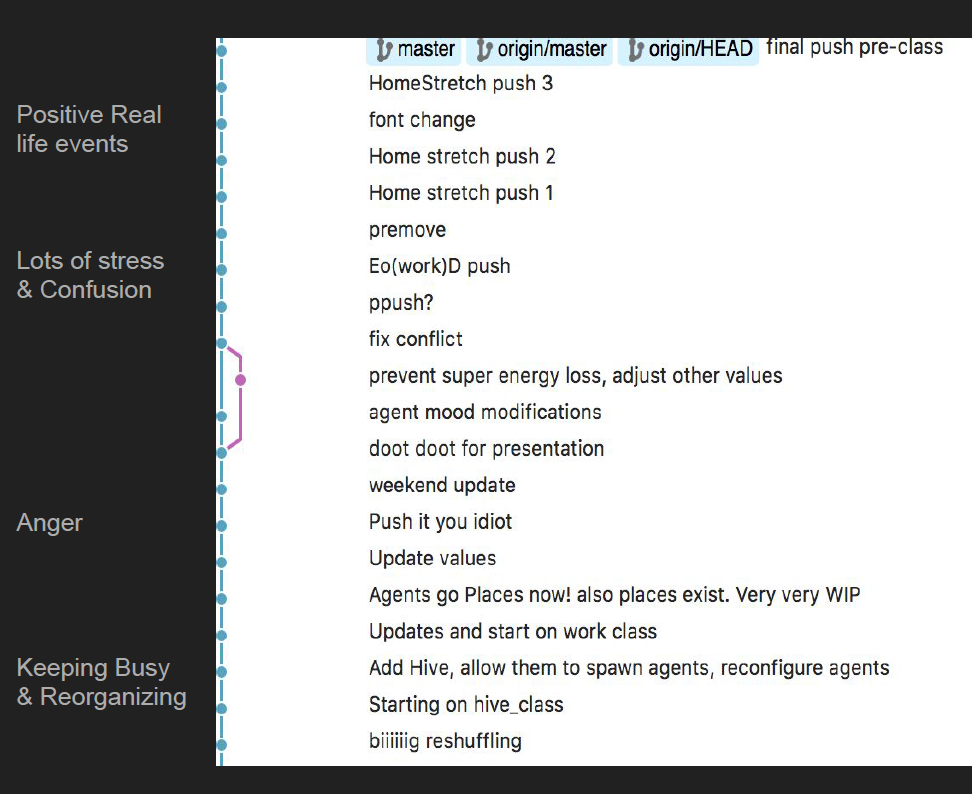 master origin/master origin/HEAD final push pre-class
HomeStretch push 3
Positive Real
life events
font change
Home stretch push 2
Home stretch push 1
premove
Lots of stress
& Confusion
Eo(work)D push
ppush?
fix conflict
prevent super energy loss, adjust other values
agent mood modifications
doot doot for presentation
weekend update
Anger
Push it you idiot
Update values
Agents go Places now! also places exist. Very very WIP
Updates and start on work class
Keeping Busy
& Reorganizing
Add Hive, allow them to spawn agents, reconfigure agents
Starting on hive_class
biiiiiig reshuffling